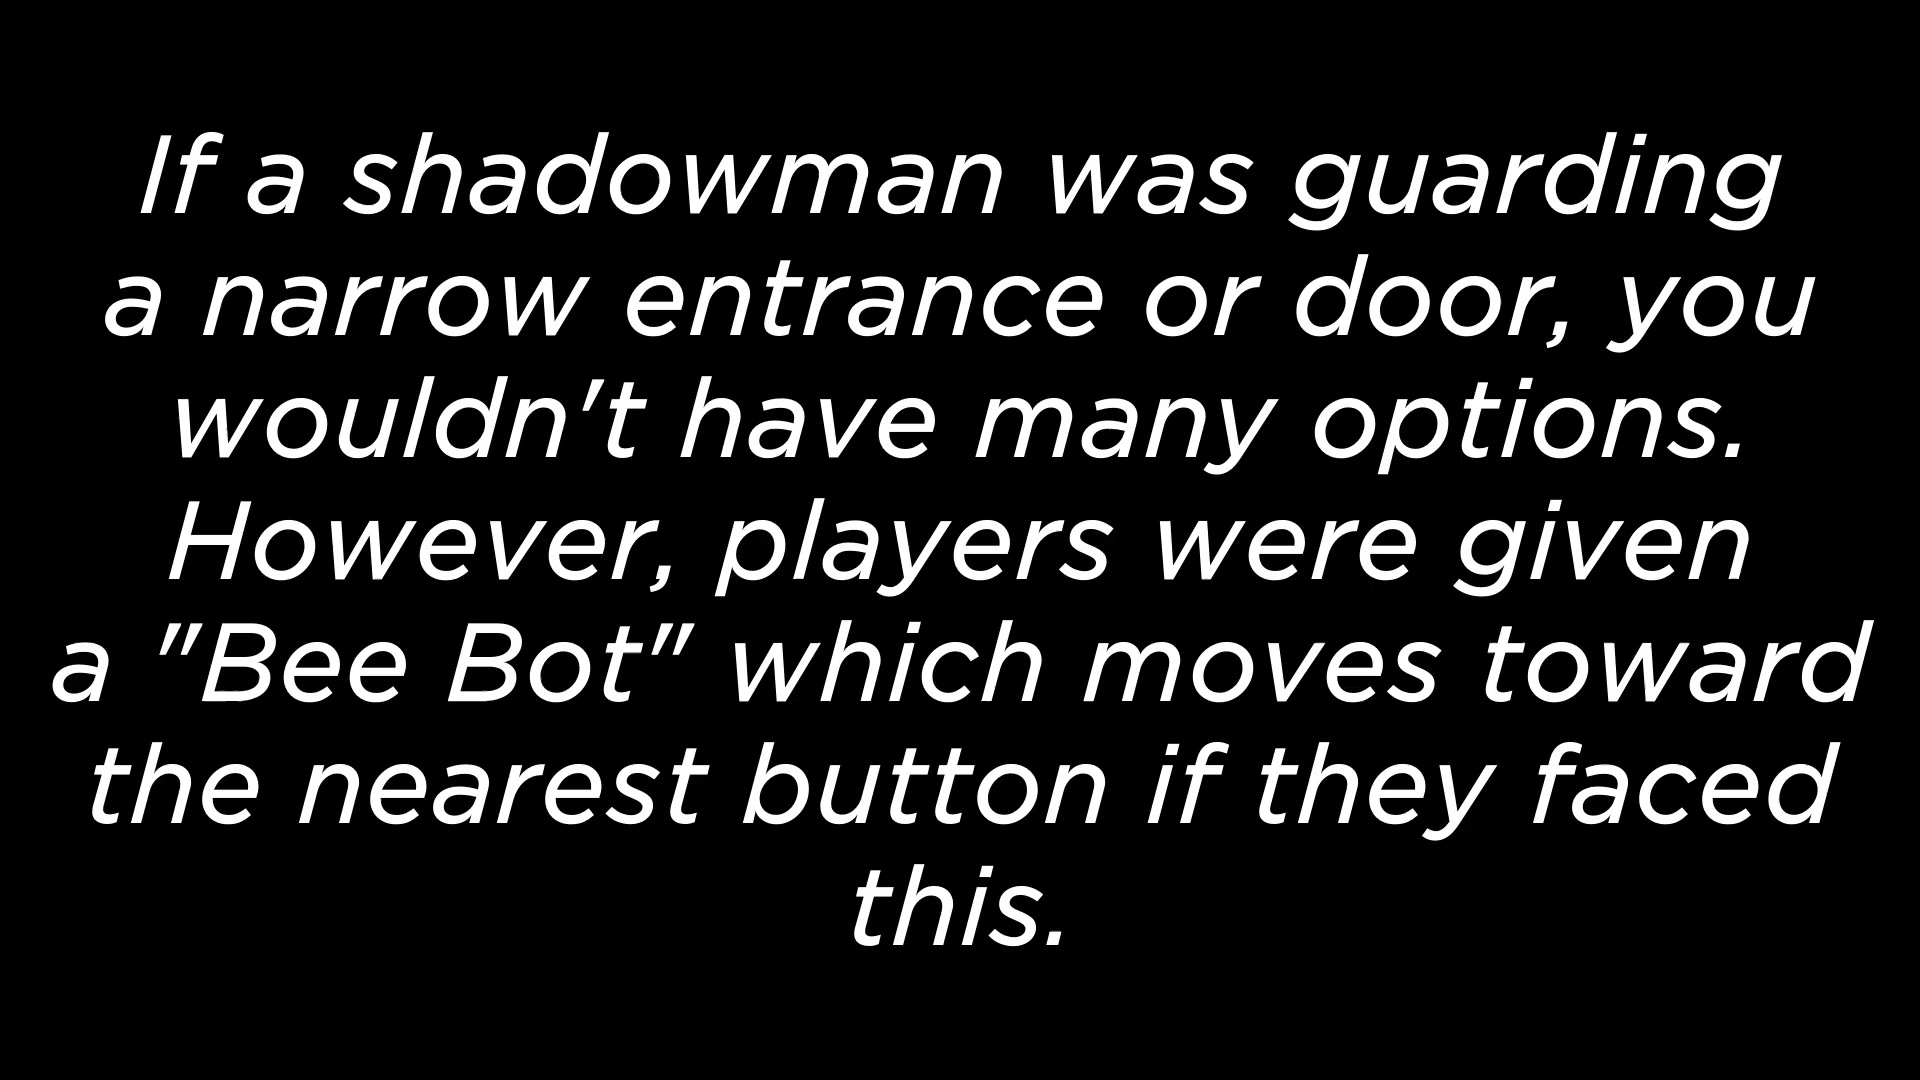 If a shadowman was guarding
a narrow entrance or door, you
wouldn't have many options.
However, players were given
a "Bee Bot" which moves toward
the nearest button if they faced
this.